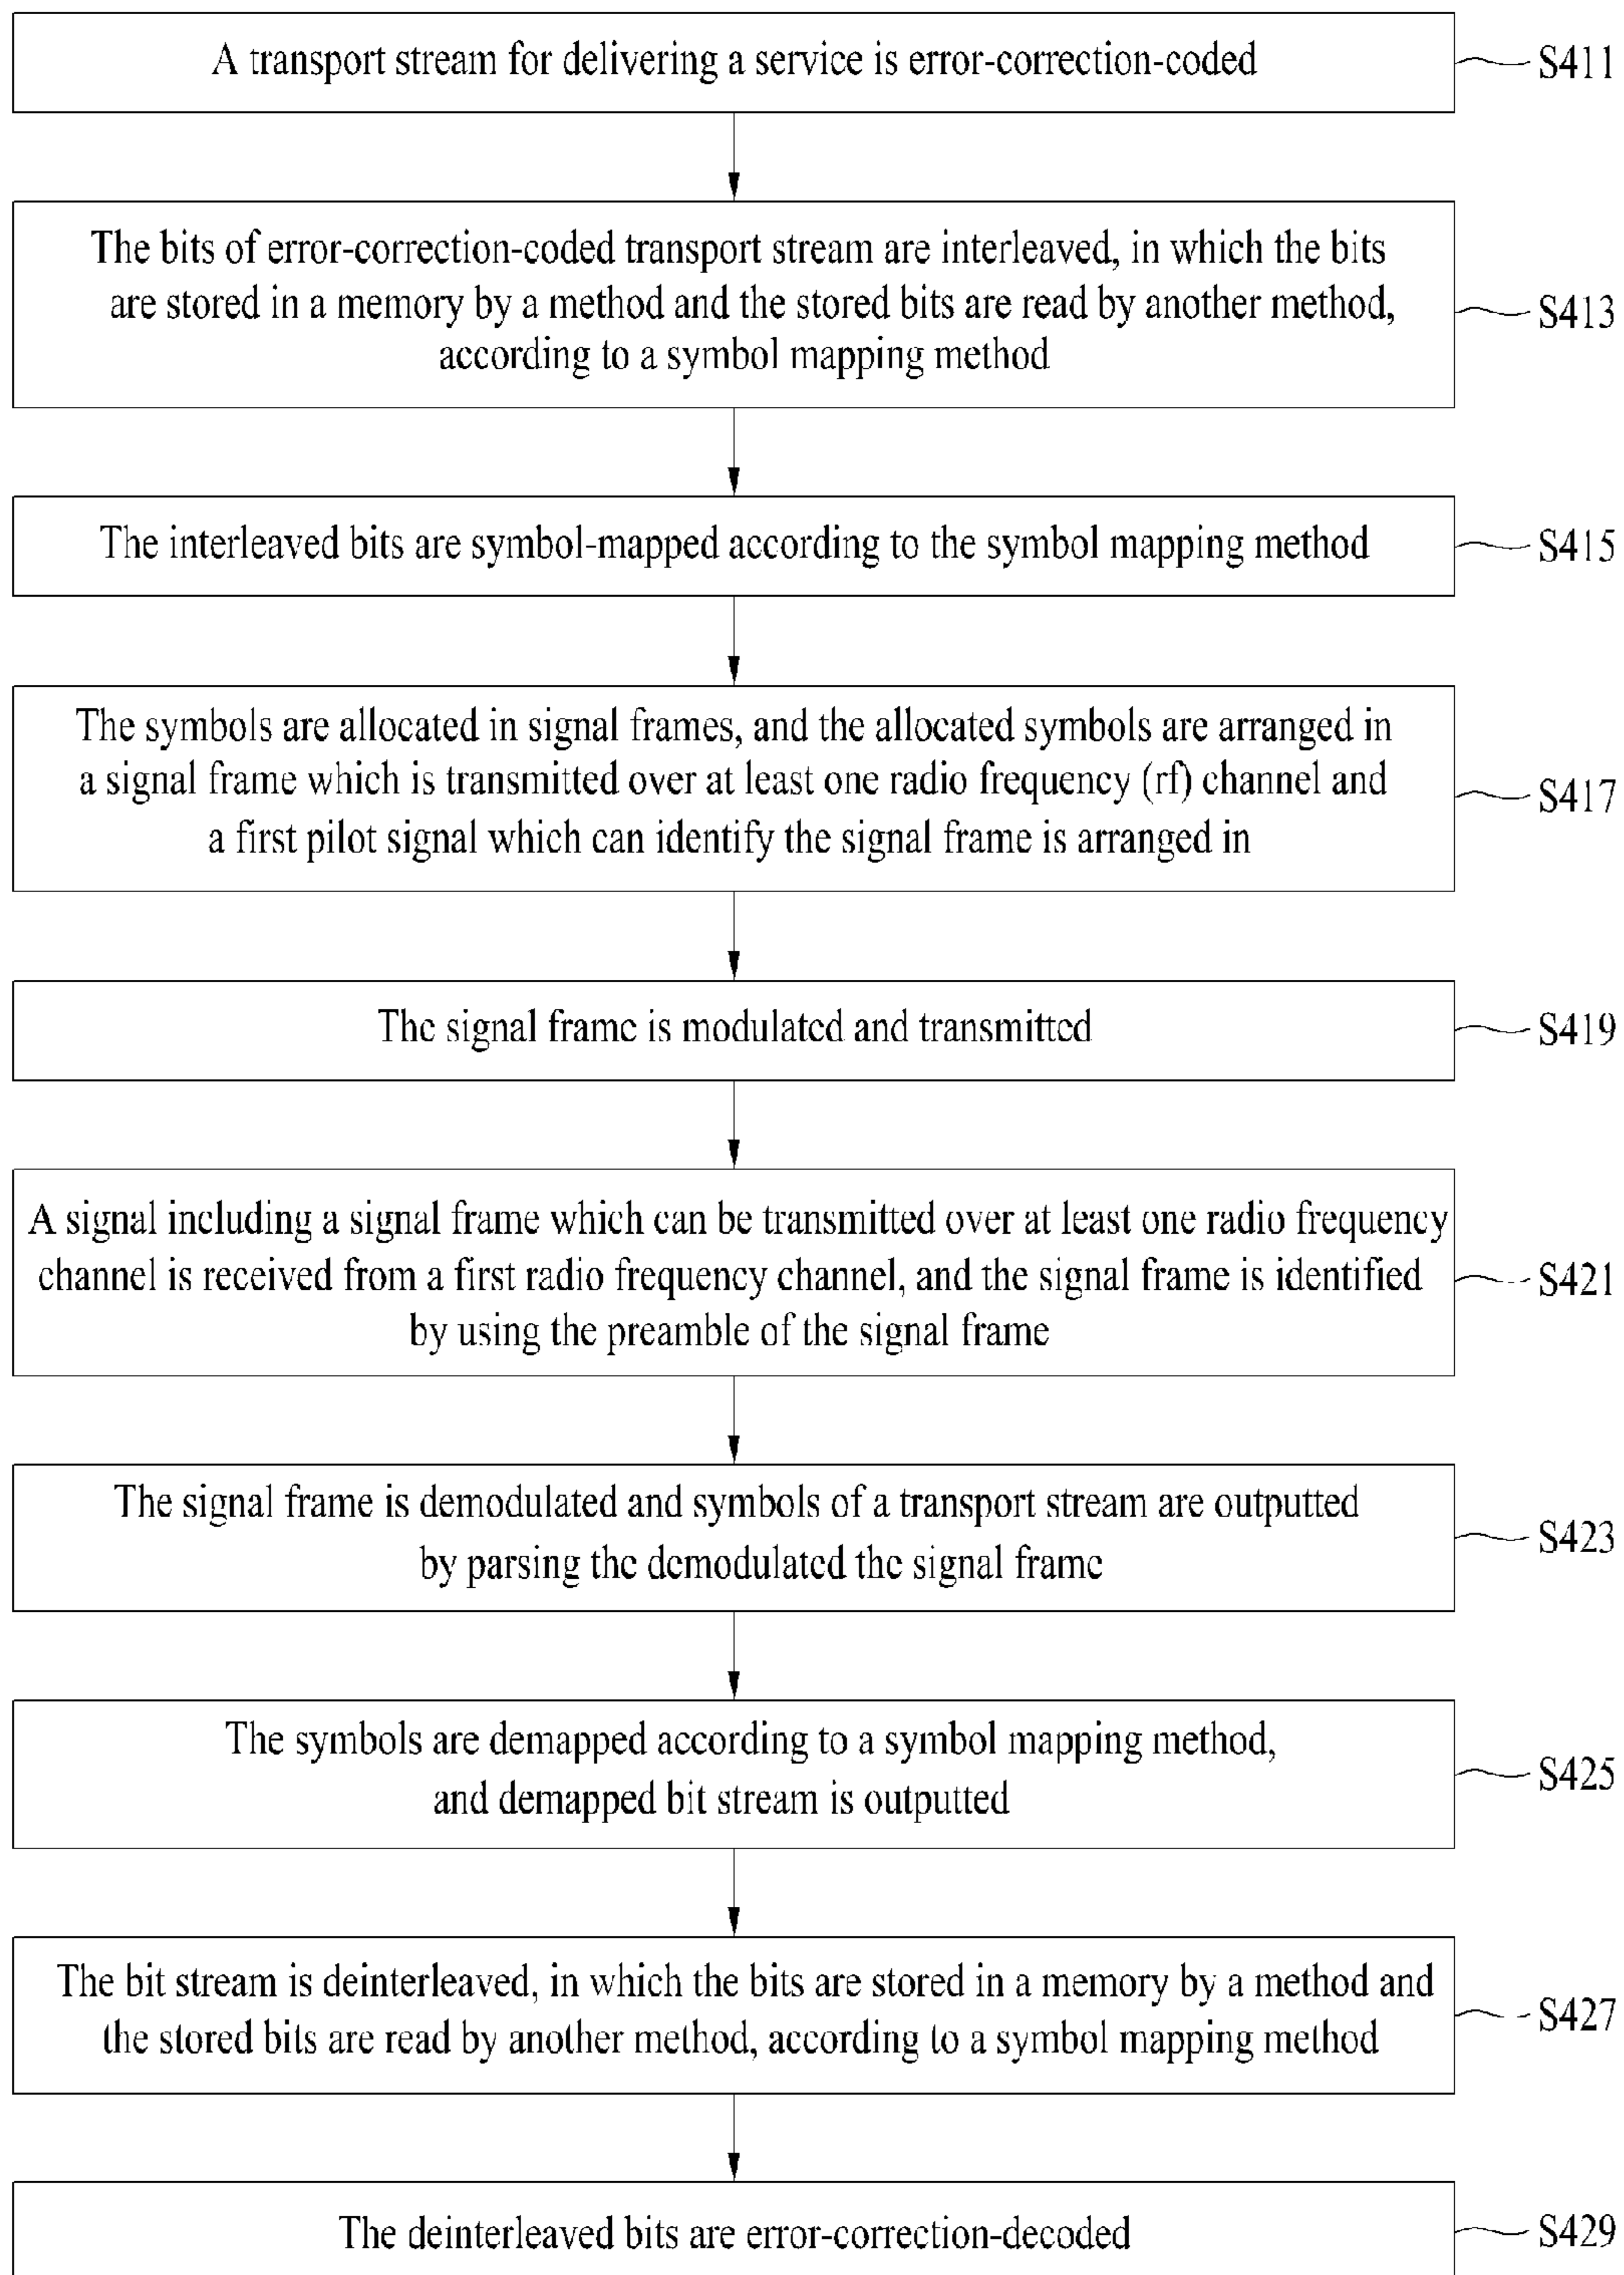 A transport stream for delivering a service is error-correction-coded
S411
The bits of error-correction-coded transport stream are interleaved, in which the bits
are stored in a memory by a method and the stored bits are read by another method,
according to a symbol mapping method
S413
The interleaved bits are symbol-mapped according to the symbol mapping method
S415
The symbols are allocated in signal frames, and the allocated symbols are arranged in
a signal frame which is transmitted over at least one radio frequency (rf) channel and
a first pilot signal which can identify the signal frame is arranged in
S417
The signal frame is modulated and transmitted
S419
A signal including a signal frame which can be transmitted over at least one radio frequency
channel is received from a first radio frequency channel, and the signal frame is identified
by using the preamble of the signal frame
S421
The signal frame is demodulated and symbols of a transport stream are outputted
by parsing the demodulated the signal frame
S423
The symbols are demapped according to a symbol mapping method,
and demapped bit stream is outputted
S425
The bit stream is deinterleaved, in which the bits are stored in a memory by a method and
the stored bits are read by another method, according to a symbol mapping method
S427
The deinterleaved bits are error-correction-decoded
S429